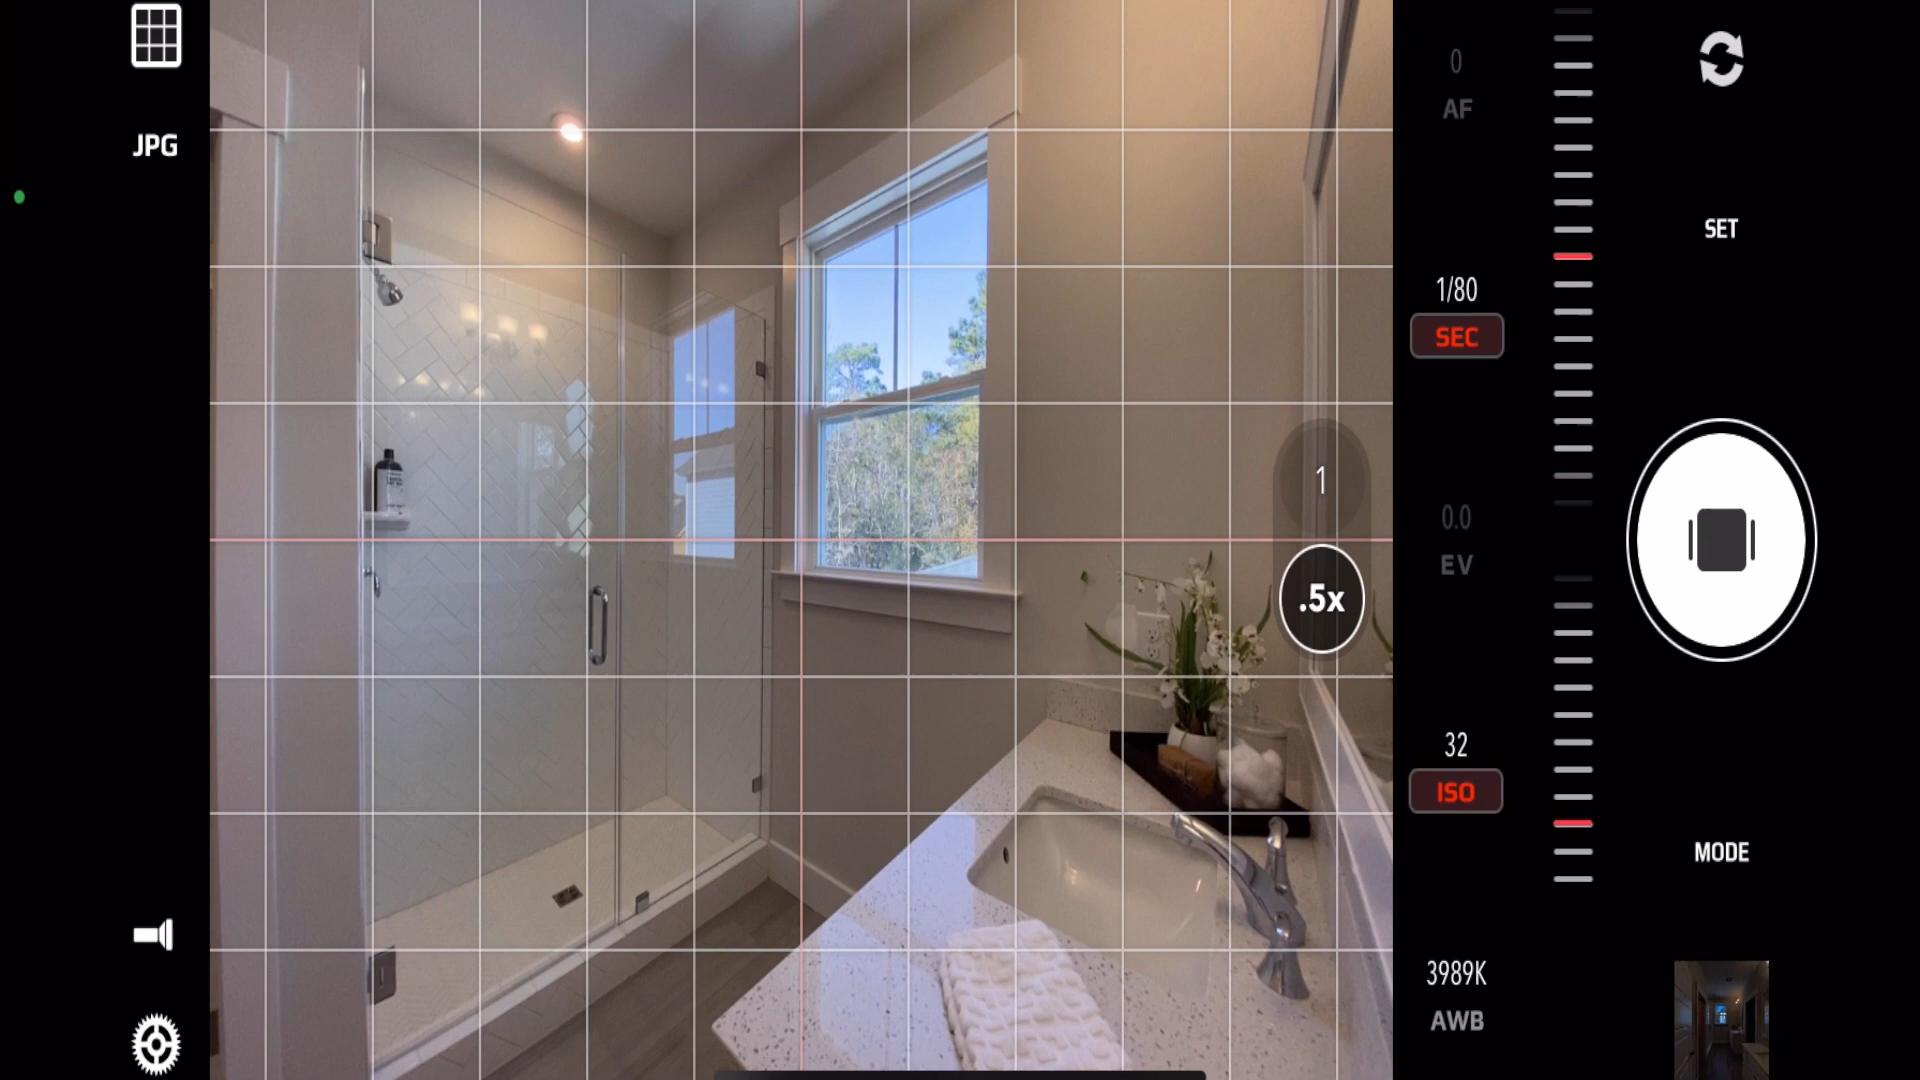 JPG
0
AF
1/80
SEC
SET
1
.5x
0.0
EV
32
ISO
MODE
3989K
AWB